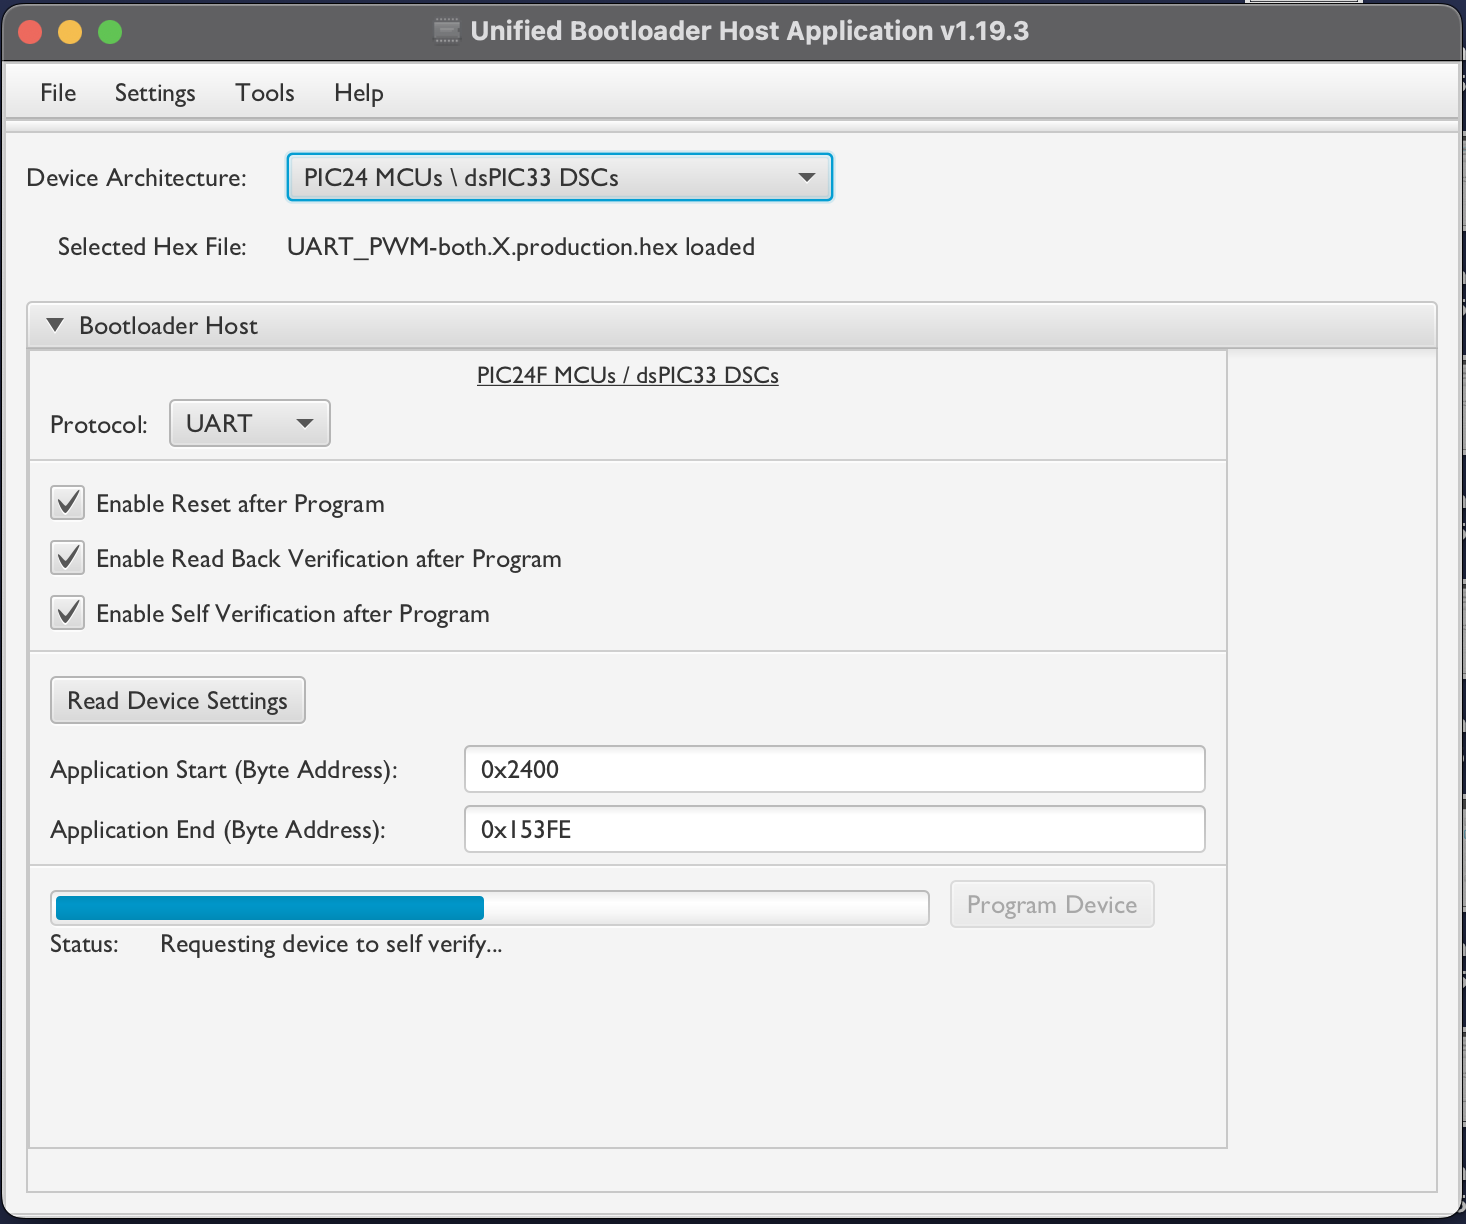 Unified Bootloader Host Application v1.19.3
File Settings Tools Help
Device Architecture: PIC24 MCUs \ dsPIC33 DSCs
Selected Hex File: UART_PWM-both.X.production.hex loaded
Bootloader Host
PIC24F MCUs / dsPIC33 DSCs
Protocol: UART
Enable Reset after Program
Enable Read Back Verification after Program
Enable Self Verification after Program
Read Device Settings
Application Start (Byte Address): 0x2400
Application End (Byte Address): 0x153FE
Program Device
Status: Requesting device to self verify...